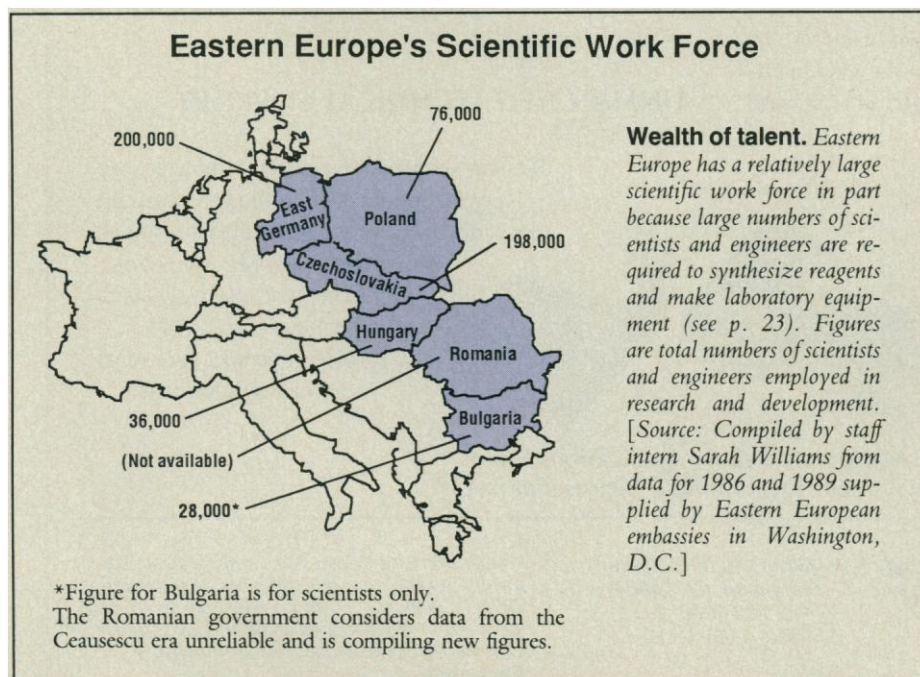 Eastern Europe's Scientific Work Force
200,000
76,000
East
Germany
Poland
198,000
Czechoslovakia
Hungary
Romania
36,000
Bulgaria
(Not available)
28,000*
*Figure for Bulgaria is for scientists only.
The Romanian government considers data from the
Ceausescu era unreliable and is compiling new figures.
Wealth of talent. Eastern
Europe has a relatively large
scientific work force in part
because large numbers of sci-
entists and engineers are re-
quired to synthesize reagents
and make laboratory equip-
ment (see p. 23). Figures
are total numbers of scientists
and engineers employed in
research and development.
[Source: Compiled by staff
intern Sarah Williams from
data for 1986 and 1989 sup-
plied by Eastern European
embassies in Washington,
D.C.]